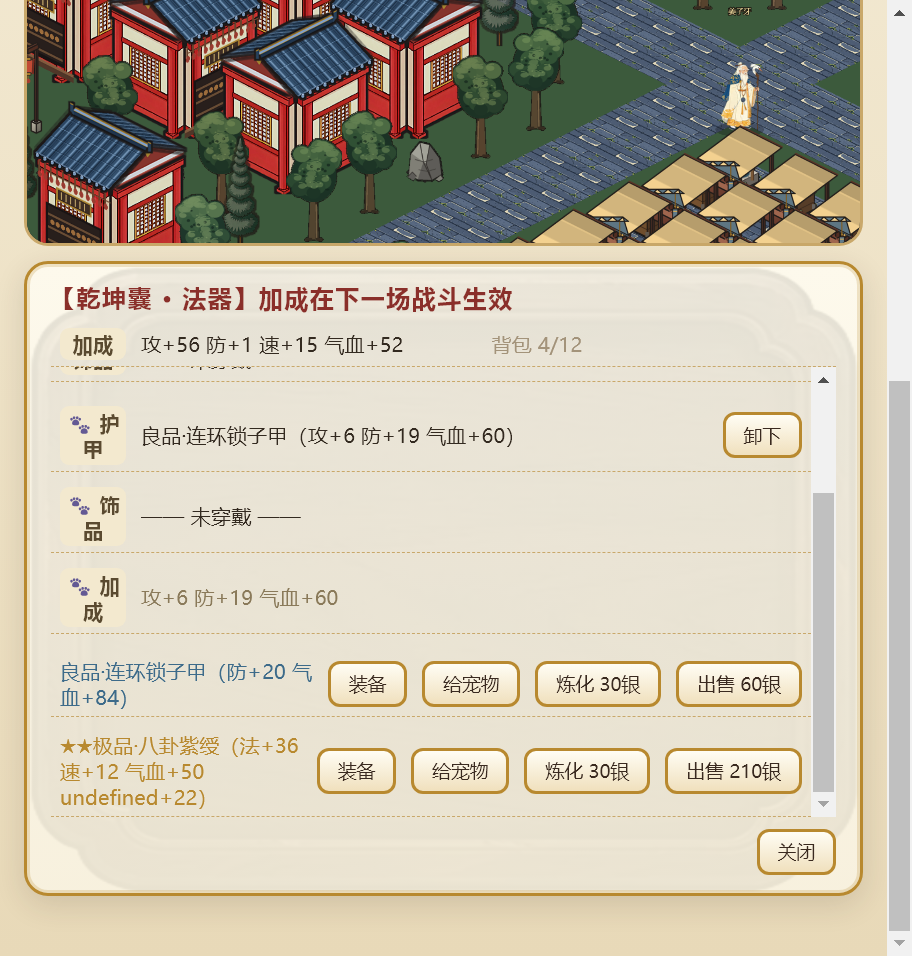 姜子牙
【乾坤囊·法器】加成在下一场战斗生效
加成 攻+56 防+1 速+15 气血+52 背包 4/12
护甲 良品·连环锁子甲（攻+6 防+19 气血+60） 卸下
饰品 —— 未穿戴 ——
加成 攻+6 防+19 气血+60
良品·连环锁子甲（防+20 气
血+84） 装备 给宠物 炼化 30银 出售 60银
★★极品·八卦紫绶（法+36
速+12 气血+50 装备 给宠物 炼化 30银 出售 210银
undefined+22）
关闭